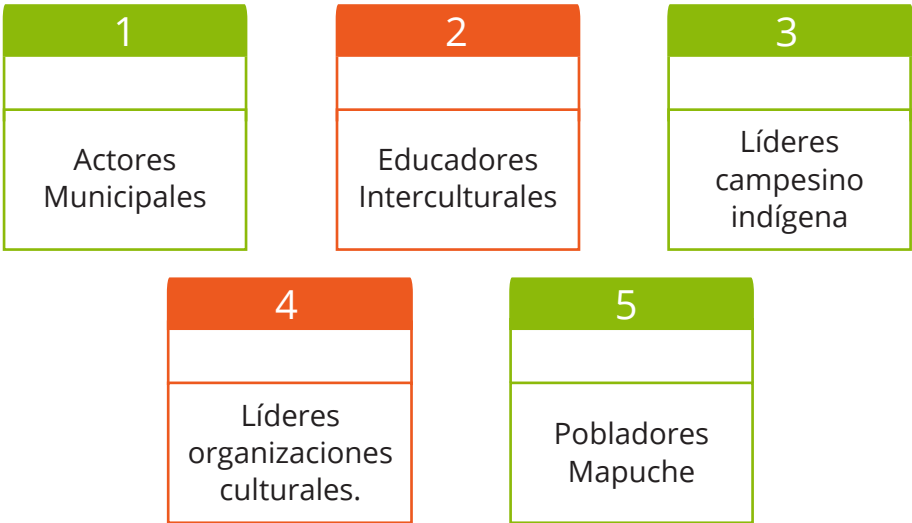 1
2
3
Actores
Municipales
Educadores
Interculturales
Líderes
campesino
indígena
4
5
Líderes
organizaciones
culturales.
Pobladores
Mapuche